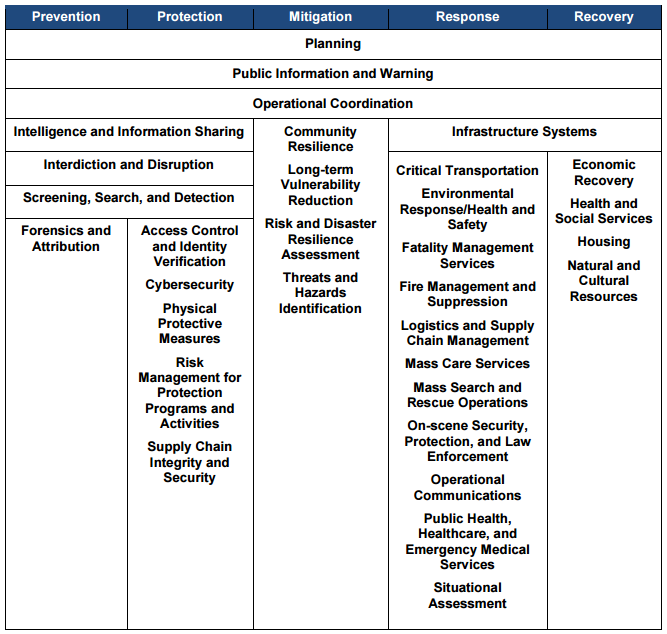 Prevention Protection Mitigation Response Recovery
Planning
Public Information and Warning
Operational Coordination
Intelligence and Information Sharing
Interdiction and Disruption
Screening, Search, and Detection
Forensics and
Attribution
Access Control
and Identity
Verification
Cybersecurity
Physical
Protective
Measures
Risk
Management for
Protection
Programs and
Activities
Supply Chain
Integrity and
Security
Community
Resilience
Long-term
Vulnerability
Reduction
Risk and Disaster
Resilience
Assessment
Threats and
Hazards
Identification
Infrastructure Systems
Critical Transportation
Environmental
Response/Health and
Safety
Fatality Management
Services
Fire Management and
Suppression
Logistics and Supply
Chain Management
Mass Care Services
Mass Search and
Rescue Operations
On-scene Security,
Protection, and Law
Enforcement
Operational
Communications
Public Health,
Healthcare, and
Emergency Medical
Services
Situational
Assessment
Economic
Recovery
Health and
Social Services
Housing
Natural and
Cultural
Resources